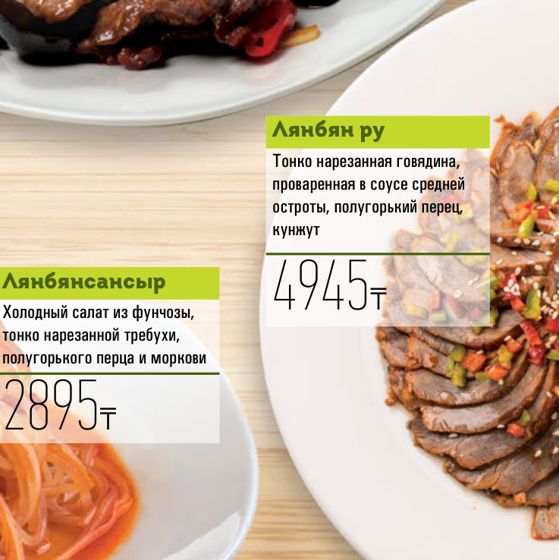 Лянбян ру
Тонко нарезанная говядина,
проваренная в соусе средней
остроты, полугорький перец,
кунжут
4945₸
Лянбянсансыр
Холодный салат из фунчозы,
тонко нарезанной требухи,
полугорького перца и моркови
2895₸